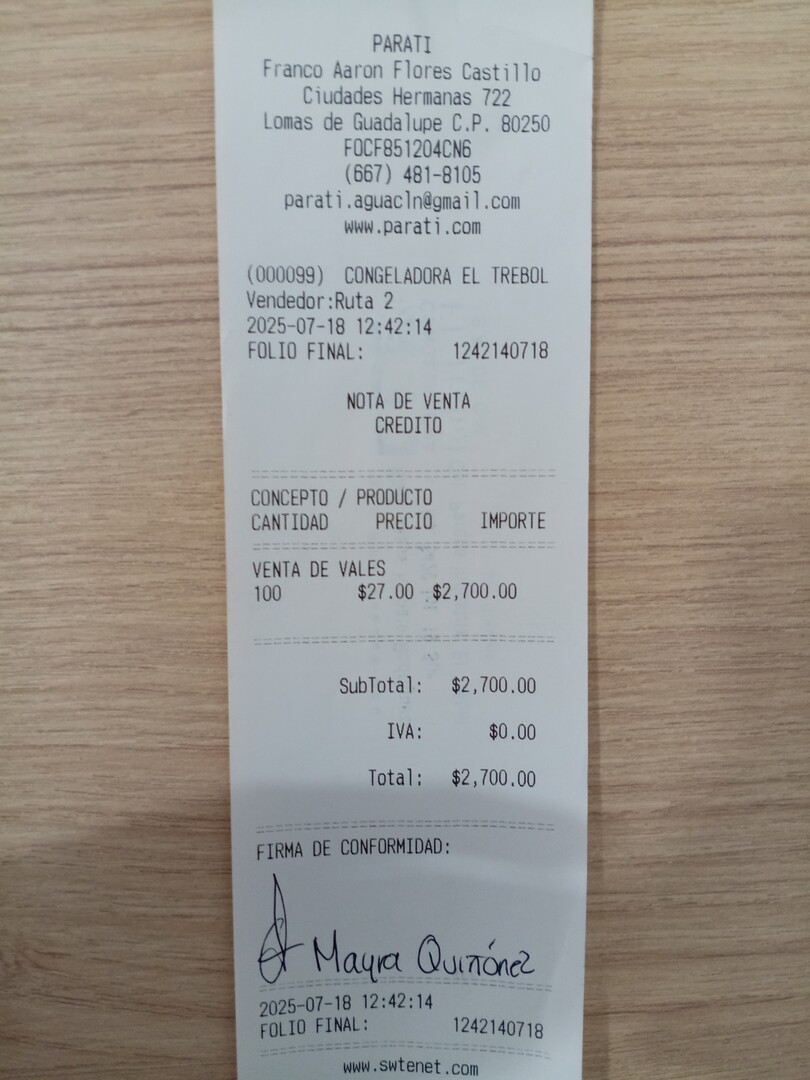 PARATI
Franco Aaron Flores Castillo
Ciudades Hermanas 722
Lomas de Guadalupe C.P. 80250
FOCF851204CN6
(667) 481-8105
parati.aguacln@gmail.com
www.parati.com
(000099) CONGELADORA EL TREBOL
Vendedor:Ruta 2
2025-07-18 12:42:14
FOLIO FINAL: 1242140718
NOTA DE VENTA
CREDITO
CONCEPTO / PRODUCTO
CANTIDAD PRECIO IMPORTE
VENTA DE VALES
100 $27.00 $2,700.00
SubTotal: $2,700.00
IVA: $0.00
Total: $2,700.00
FIRMA DE CONFORMIDAD:
Mayra Quiñónez
2025-07-18 12:42:14
FOLIO FINAL: 1242140718
www.swtenet.com